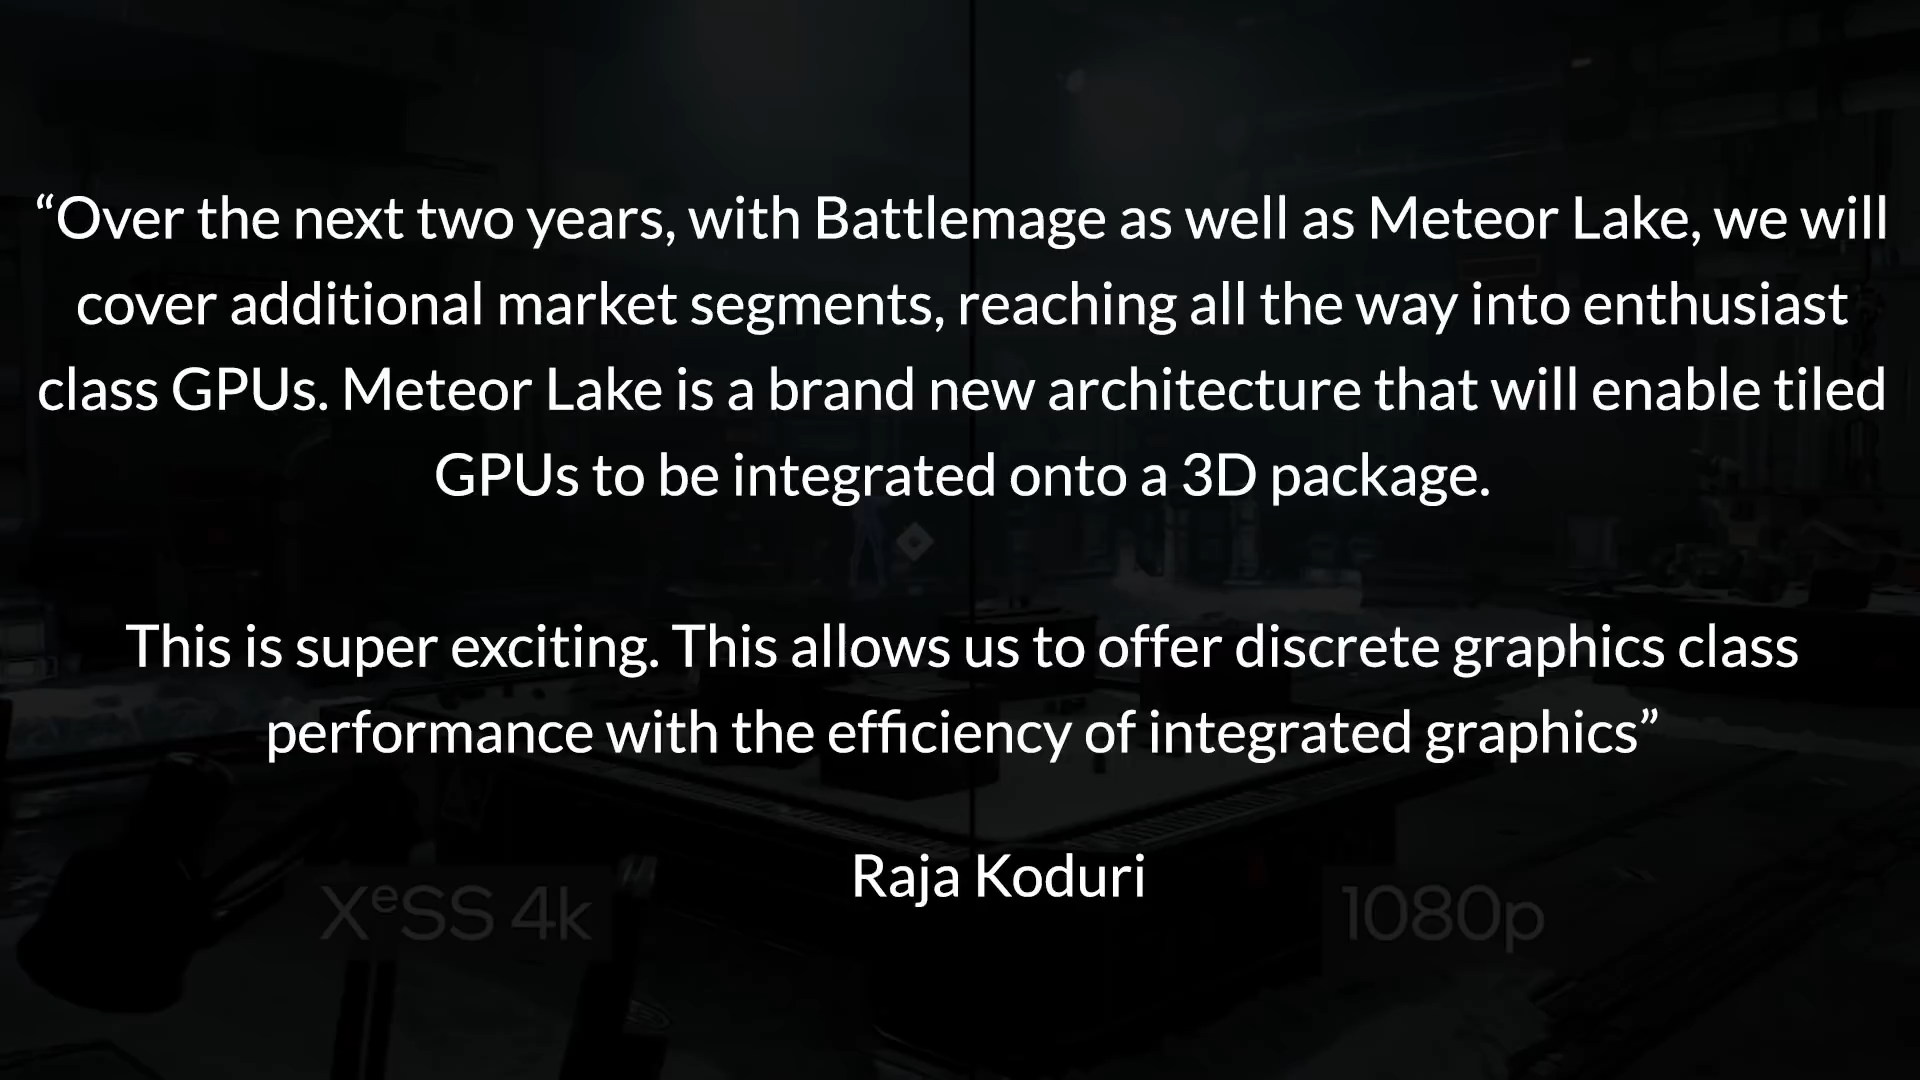 “Over the next two years, with Battlemage as well as Meteor Lake, we will
cover additional market segments, reaching all the way into enthusiast
class GPUs. Meteor Lake is a brand new architecture that will enable tiled
GPUs to be integrated onto a 3D package.
This is super exciting. This allows us to offer discrete graphics class
performance with the efficiency of integrated graphics”
Raja Koduri
XeSS 4k
1080p